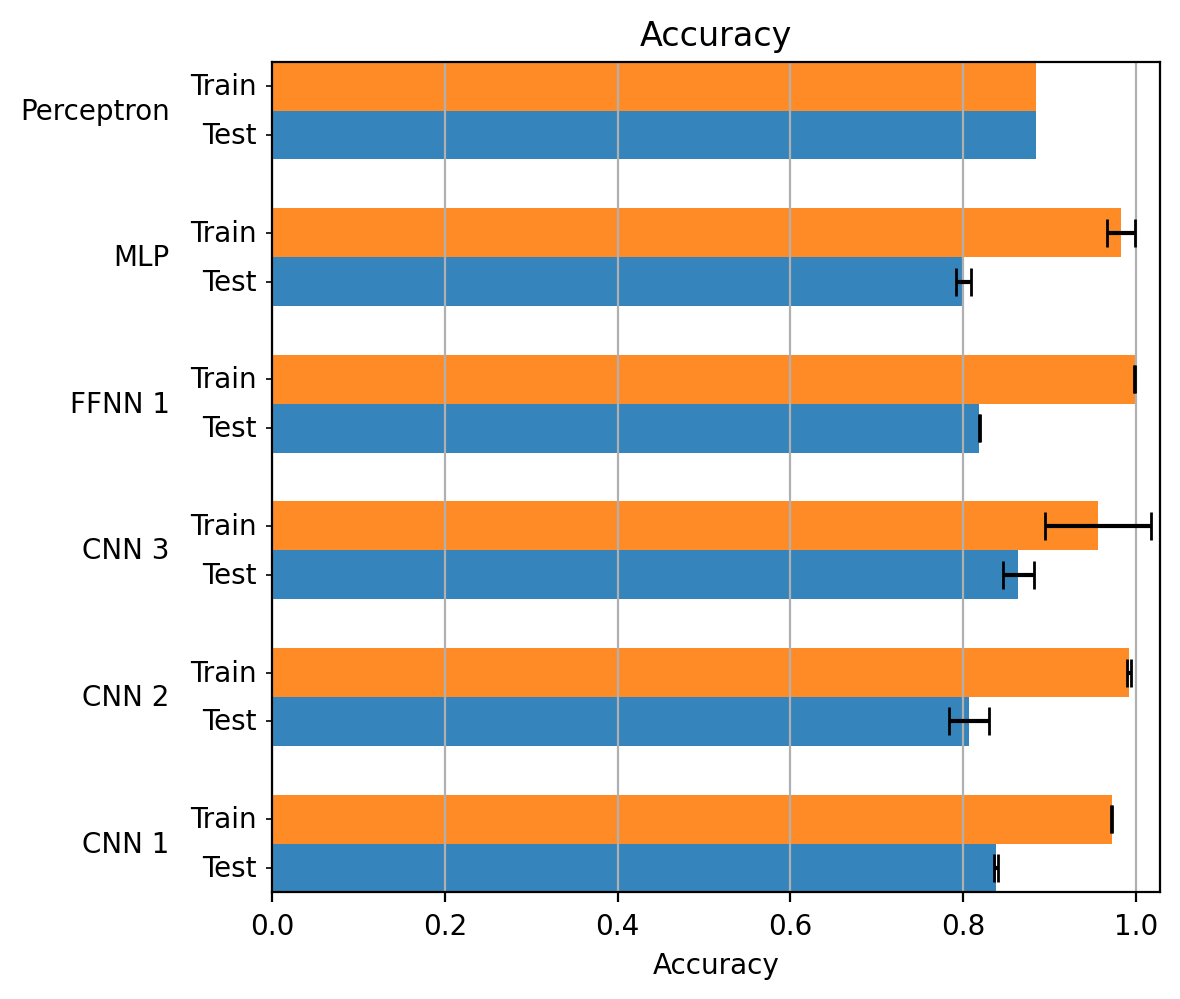 Accuracy
Perceptron
Train
Test
MLP
Train
Test
FFNN 1
Train
Test
CNN 3
Train
Test
CNN 2
Train
Test
CNN 1
Train
Test
0.0 0.2 0.4 0.6 0.8 1.0
Accuracy